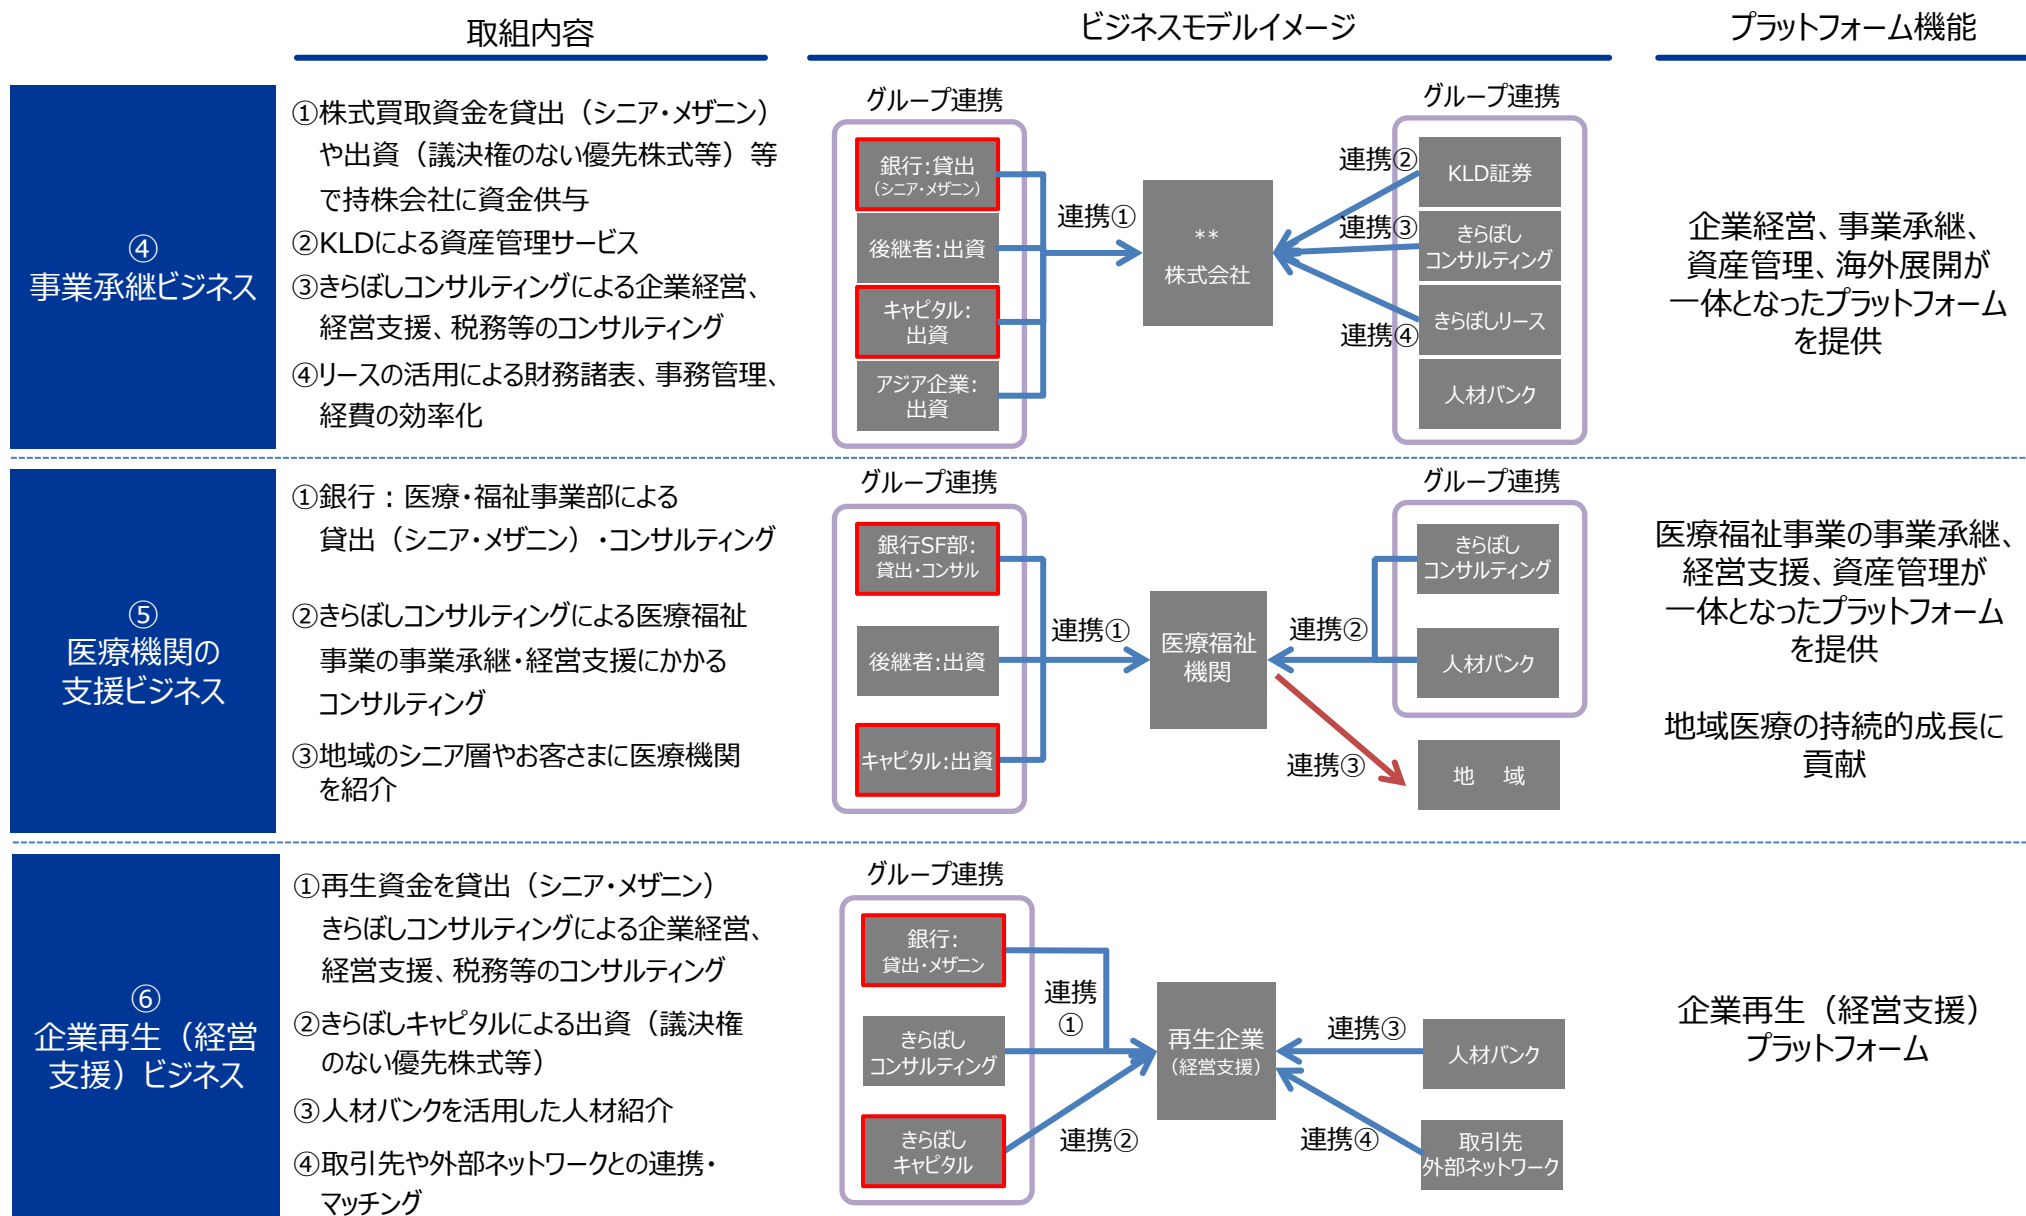 取組内容
ビジネスモデルイメージ
プラットフォーム機能
④
事業承継ビジネス
①株式買取資金を貸出（シニア・メザニン）
や出資（議決権のない優先株式等）等
で持株会社に資金供与
②KLDによる資産管理サービス
③きらぼしコンサルティングによる企業経営、
経営支援、税務等のコンサルティング
④リースの活用による財務諸表、事務管理、
経費の効率化
グループ連携
銀行:貸出
（シニア・メザニン）
後継者:出資
キャピタル:
出資
アジア企業:
出資
連携①
**
株式会社
グループ連携
連携②
連携③
連携④
KLD証券
きらぼし
コンサルティング
きらぼしリース
人材バンク
企業経営、事業承継、
資産管理、海外展開が
一体となったプラットフォーム
を提供
⑤
医療機関の
支援ビジネス
①銀行：医療・福祉事業部による
貸出（シニア・メザニン）・コンサルティング
②きらぼしコンサルティングによる医療福祉
事業の事業承継・経営支援にかかる
コンサルティング
③地域のシニア層やお客さまに医療機関
を紹介
グループ連携
銀行SF部:
貸出・コンサル
後継者:出資
キャピタル:出資
連携①
医療福祉
機関
グループ連携
連携②
きらぼし
コンサルティング
人材バンク
連携③
地　域
医療福祉事業の事業承継、
経営支援、資産管理が
一体となったプラットフォーム
を提供
地域医療の持続的成長に
貢献
⑥
企業再生（経営
支援）ビジネス
①再生資金を貸出（シニア・メザニン）
きらぼしコンサルティングによる企業経営、
経営支援、税務等のコンサルティング
②きらぼしキャピタルによる出資（議決権
のない優先株式等）
③人材バンクを活用した人材紹介
④取引先や外部ネットワークとの連携・
マッチング
グループ連携
銀行:
貸出・メザニン
きらぼし
コンサルティング
きらぼし
キャピタル
連携
①
連携②
再生企業
（経営支援）
連携③
連携④
人材バンク
取引先
外部ネットワーク
企業再生（経営支援）
プラットフォーム